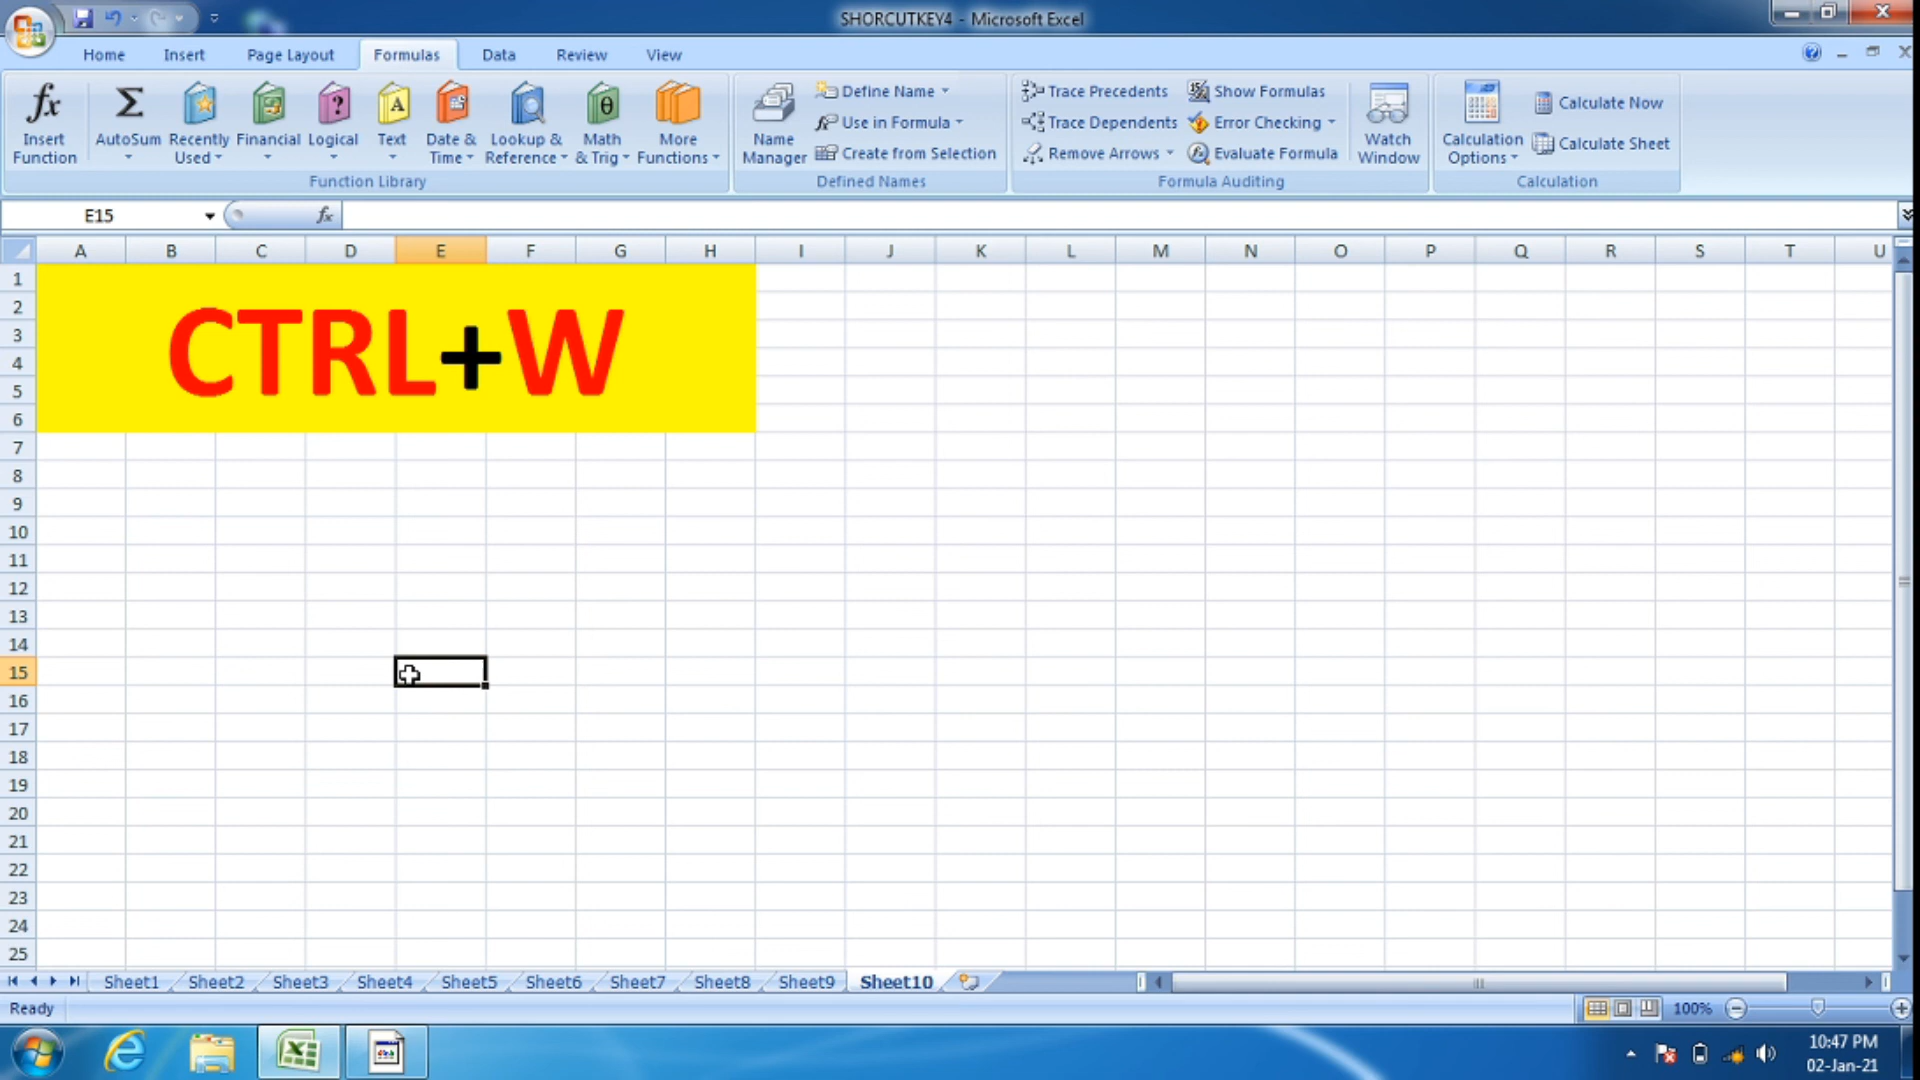 SHORCUTKEY4 - Microsoft Excel
Home Insert Page Layout Formulas Data Review View
Insert Function
AutoSum
Recently Used
Financial
Logical
Text
Date & Time
Lookup & Reference
Math & Trig
More Functions
Function Library
Name Manager
Define Name
Use in Formula
Create from Selection
Defined Names
Trace Precedents
Trace Dependents
Remove Arrows
Show Formulas
Error Checking
Evaluate Formula
Formula Auditing
Watch Window
Calculation Options
Calculate Now
Calculate Sheet
Calculation
E15 fx
A B C D E F G H I J K L M N O P Q R S T U
1
2
3
4
5
6
CTRL+W
7
8
9
10
11
12
13
14
15
16
17
18
19
20
21
22
23
24
25
Sheet1 Sheet2 Sheet3 Sheet4 Sheet5 Sheet6 Sheet7 Sheet8 Sheet9 Sheet10
Ready 100%
10:47 PM
02-Jan-21